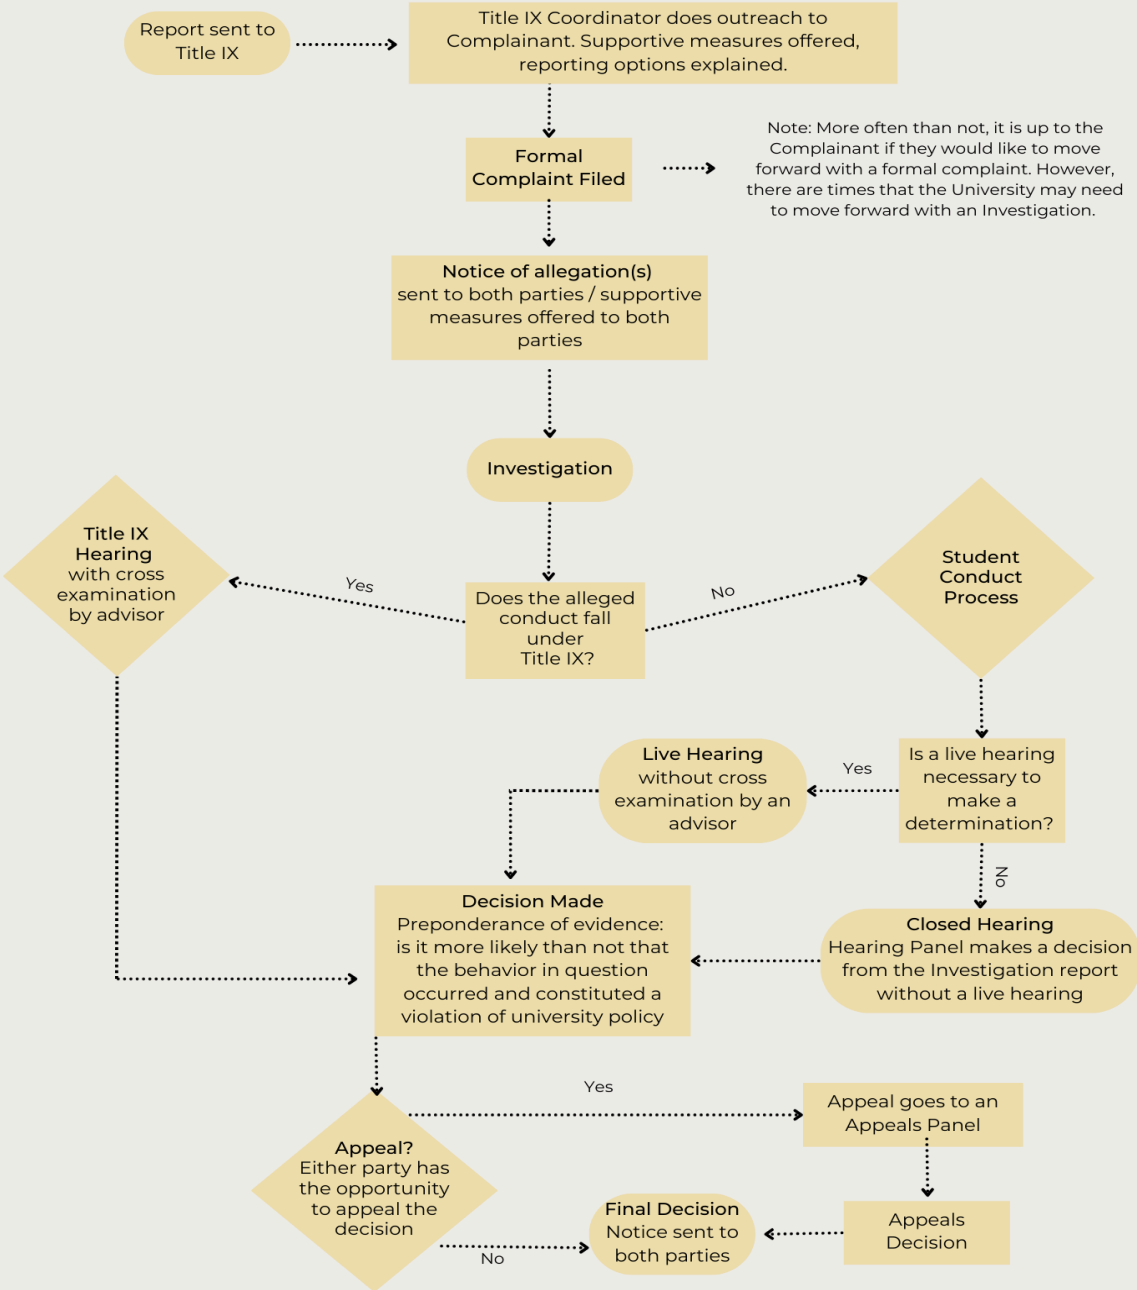 Report sent to
Title IX
Title IX Coordinator does outreach to
Complainant. Supportive measures offered,
reporting options explained.
Formal
Complaint Filed
Note: More often than not, it is up to the
Complainant if they would like to move
forward with a formal complaint. However,
there are times that the University may need
to move forward with an Investigation.
Notice of allegation(s)
sent to both parties / supportive
measures offered to both
parties
Investigation
Title IX
Hearing
with cross
examination
by advisor
Yes
Does the alleged
conduct fall
under
Title IX?
No
Student
Conduct
Process
Live Hearing
without cross
examination by an
advisor
Yes
Is a live hearing
necessary to
make a
determination?
No
Decision Made
Preponderance of evidence:
is it more likely than not that
the behavior in question
occurred and constituted a
violation of university policy
Closed Hearing
Hearing Panel makes a decision
from the Investigation report
without a live hearing
Yes
Appeal goes to an
Appeals Panel
Appeal?
Either party has
the opportunity
to appeal the
decision
No
Final Decision
Notice sent to
both parties
Appeals
Decision